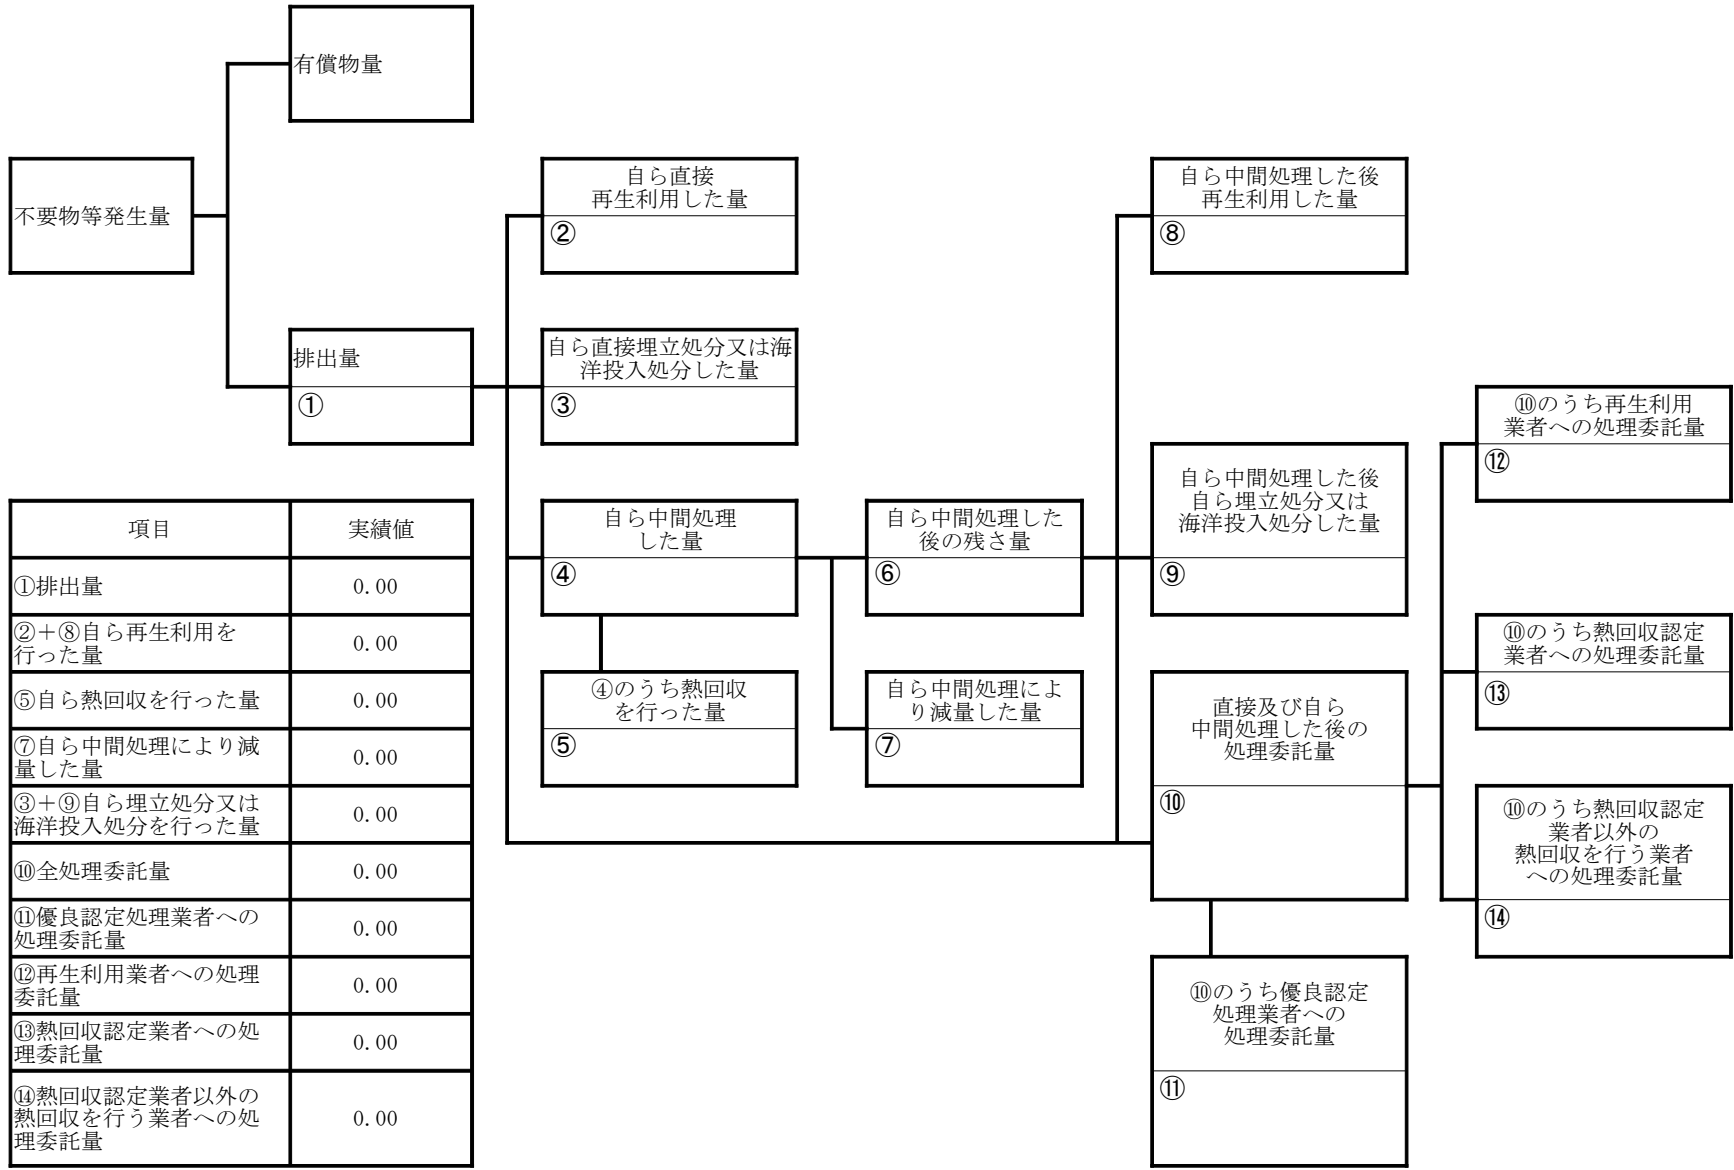 有償物量
不要物等発生量
排出量
①
自ら直接
再生利用した量
②
自ら直接埋立処分又は海
洋投入処分した量
③
自ら中間処理
した量
④
④のうち熱回収
を行った量
⑤
自ら中間処理した
後の残さ量
⑥
自ら中間処理によ
り減量した量
⑦
自ら中間処理した後
再生利用した量
⑧
自ら中間処理した後
自ら埋立処分又は
海洋投入処分した量
⑨
直接及び自ら
中間処理した後の
処理委託量
⑩
⑩のうち優良認定
処理業者への
処理委託量
⑪
⑩のうち再生利用
業者への処理委託量
⑫
⑩のうち熱回収認定
業者への処理委託量
⑬
⑩のうち熱回収認定
業者以外の
熱回収を行う業者
への処理委託量
⑭
項目 実績値
①排出量 0.00
②＋⑧自ら再生利用を
行った量 0.00
⑤自ら熱回収を行った量 0.00
⑦自ら中間処理により減
量した量 0.00
③＋⑨自ら埋立処分又は
海洋投入処分を行った量 0.00
⑩全処理委託量 0.00
⑪優良認定処理業者への
処理委託量 0.00
⑫再生利用業者への処理
委託量 0.00
⑬熱回収認定業者への処
理委託量 0.00
⑭熱回収認定業者以外の
熱回収を行う業者への処
理委託量 0.00